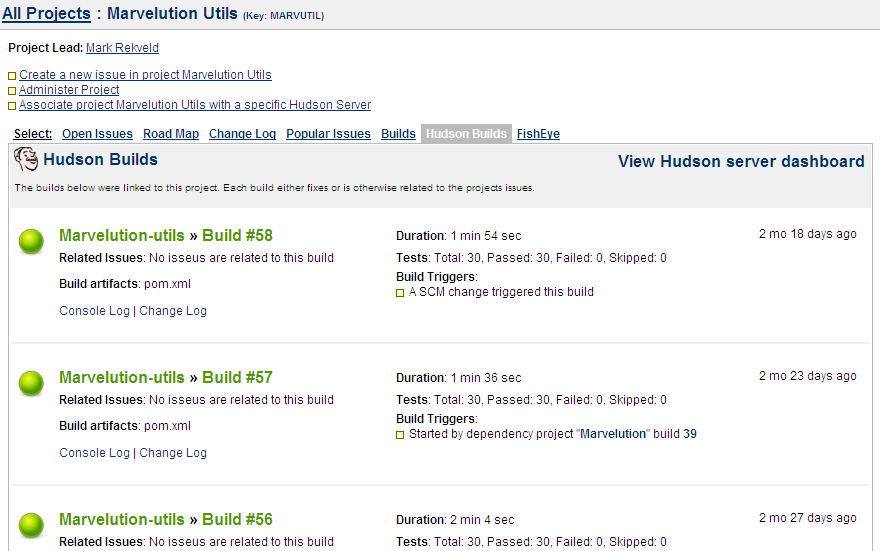 All Projects : Marvelution Utils (Key: MARVUTIL)
Project Lead: Mark Rekveld
Create a new issue in project Marvelution Utils
Administer Project
Associate project Marvelution Utils with a specific Hudson Server
Select: Open Issues Road Map Change Log Popular Issues Builds Hudson Builds FishEye
Hudson Builds View Hudson server dashboard
The builds below were linked to this project. Each build either fixes or is otherwise related to the projects issues.
Marvelution-utils » Build #58 Duration: 1 min 54 sec 2 mo 18 days ago
Related Issues: No isseus are related to this build Tests: Total: 30, Passed: 30, Failed: 0, Skipped: 0
Build Triggers:
Build artifacts: pom.xml A SCM change triggered this build
Console Log | Change Log
Marvelution-utils » Build #57 Duration: 1 min 36 sec 2 mo 23 days ago
Related Issues: No isseus are related to this build Tests: Total: 30, Passed: 30, Failed: 0, Skipped: 0
Build Triggers:
Build artifacts: pom.xml Started by dependency project "Marvelution" build 39
Console Log | Change Log
Marvelution-utils » Build #56 Duration: 2 min 4 sec 2 mo 27 days ago
Related Issues: No isseus are related to this build Tests: Total: 30, Passed: 30, Failed: 0, Skipped: 0